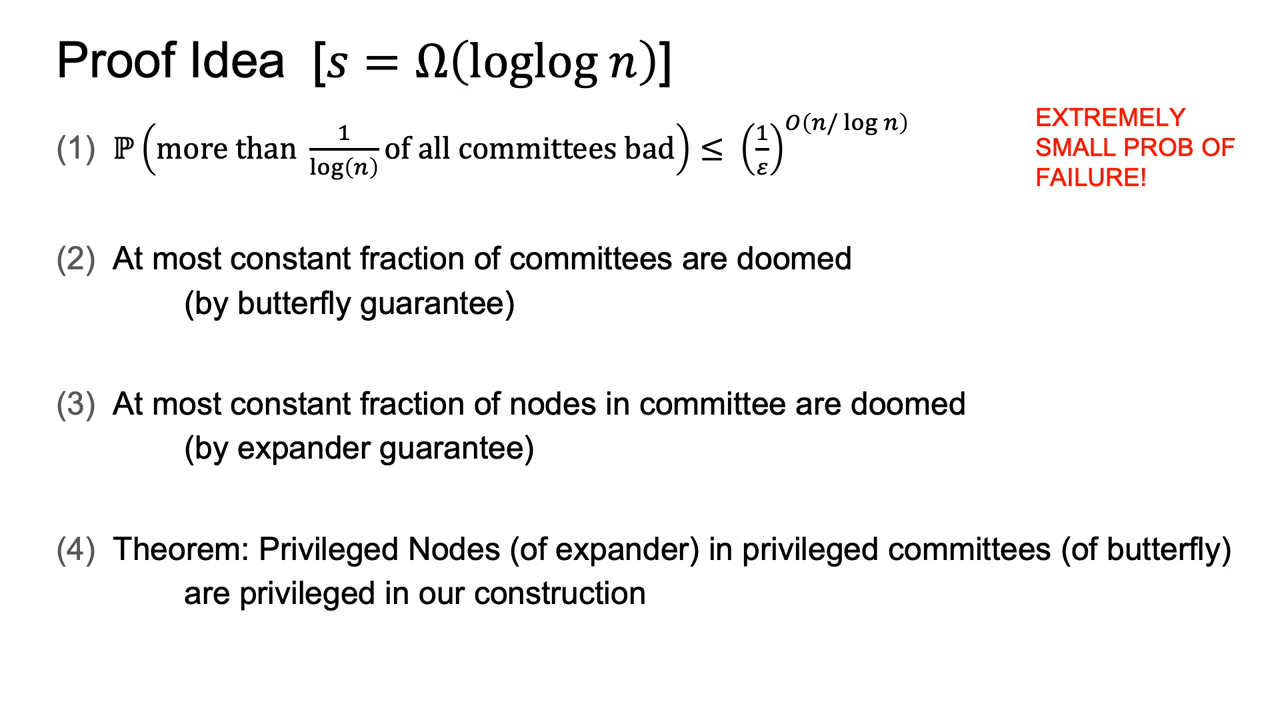 Proof Idea [s = Ω(loglog n)]
(1) ℙ(more than 1/log(n) of all committees bad) ≤ (1/ε)^O(n/ log n)
EXTREMELY
SMALL PROB OF
FAILURE!
(2) At most constant fraction of committees are doomed
(by butterfly guarantee)
(3) At most constant fraction of nodes in committee are doomed
(by expander guarantee)
(4) Theorem: Privileged Nodes (of expander) in privileged committees (of butterfly)
are privileged in our construction